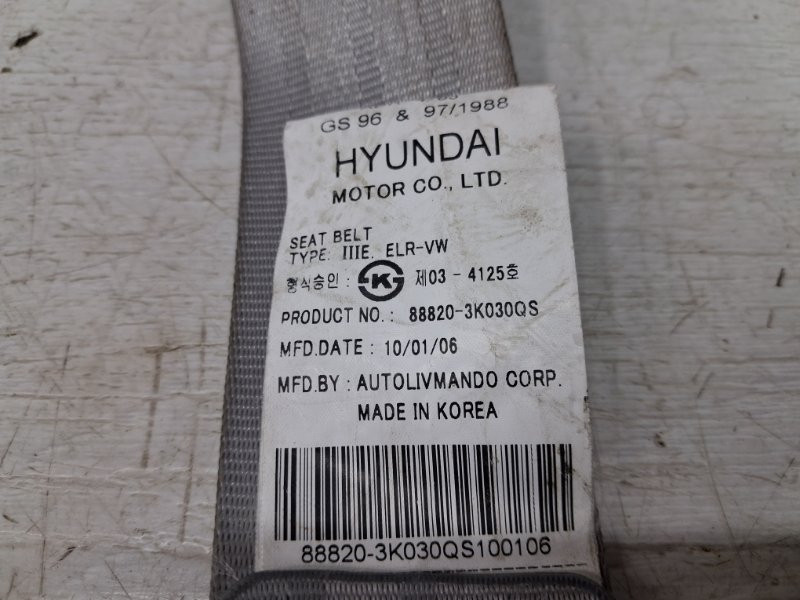 GS 96 & 97/1988
HYUNDAI
MOTOR CO., LTD.
SEAT BELT
TYPE: IIIE. ELR-VW
형식승인 : K 제03 - 4125호
PRODUCT NO. : 88820-3K030QS
MFD.DATE : 10/01/06
MFD.BY : AUTOLIVMANDO CORP.
MADE IN KOREA
88820-3K030QS100106